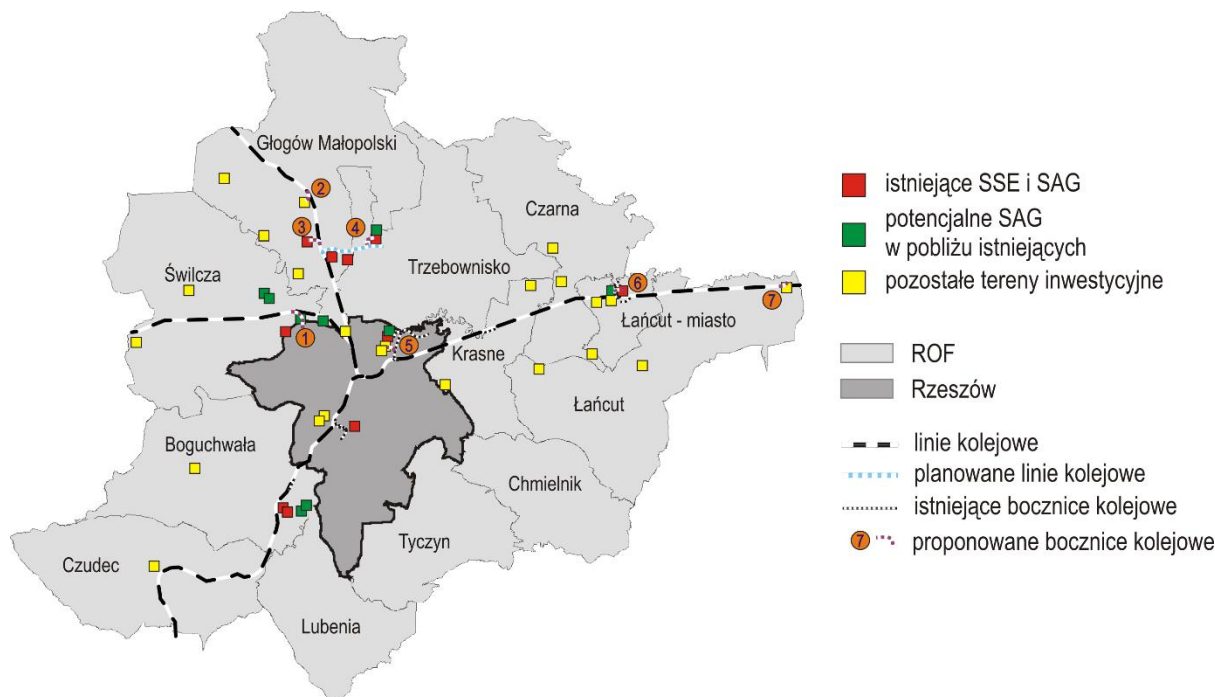 Głogów Małopolski
2
Czarna
3
4
Trzebownisko
Świlcza
6
7
Łańcut - miasto
1
5
Krasne
Łańcut
Boguchwała
Chmielnik
Tyczyn
Czudec
Lubenia
istniejące SSE i SAG
potencjalne SAG
w pobliżu istniejących
pozostałe tereny inwestycyjne
ROF
Rzeszów
linie kolejowe
planowane linie kolejowe
istniejące bocznice kolejowe
7 proponowane bocznice kolejowe